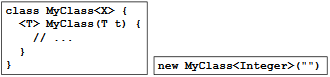 class MyClass<X> {
  <T> MyClass(T t) {
    // ...
  }
}
new MyClass<Integer>("")